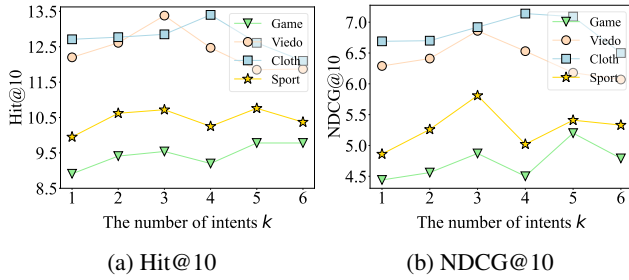 13.5
12.5
11.5
10.5
9.5
8.5
Hit@10
Game
Viedo
Cloth
Sport
1 2 3 4 5 6
The number of intents k
(a) Hit@10
7.0
6.5
6.0
5.5
5.0
4.5
NDCG@10
Game
Viedo
Cloth
Sport
1 2 3 4 5 6
The number of intents k
(b) NDCG@10